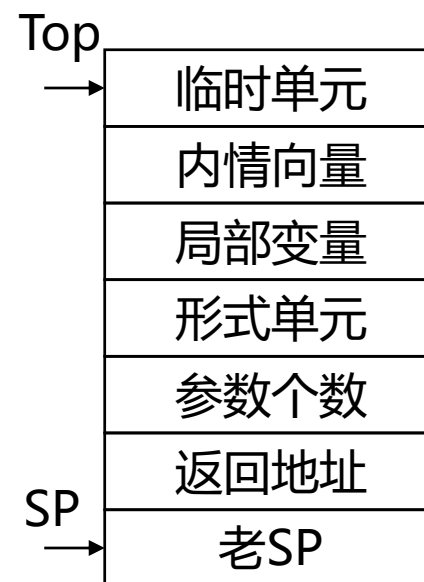 Top
临时单元
内情向量
局部变量
形式单元
参数个数
返回地址
SP
老SP